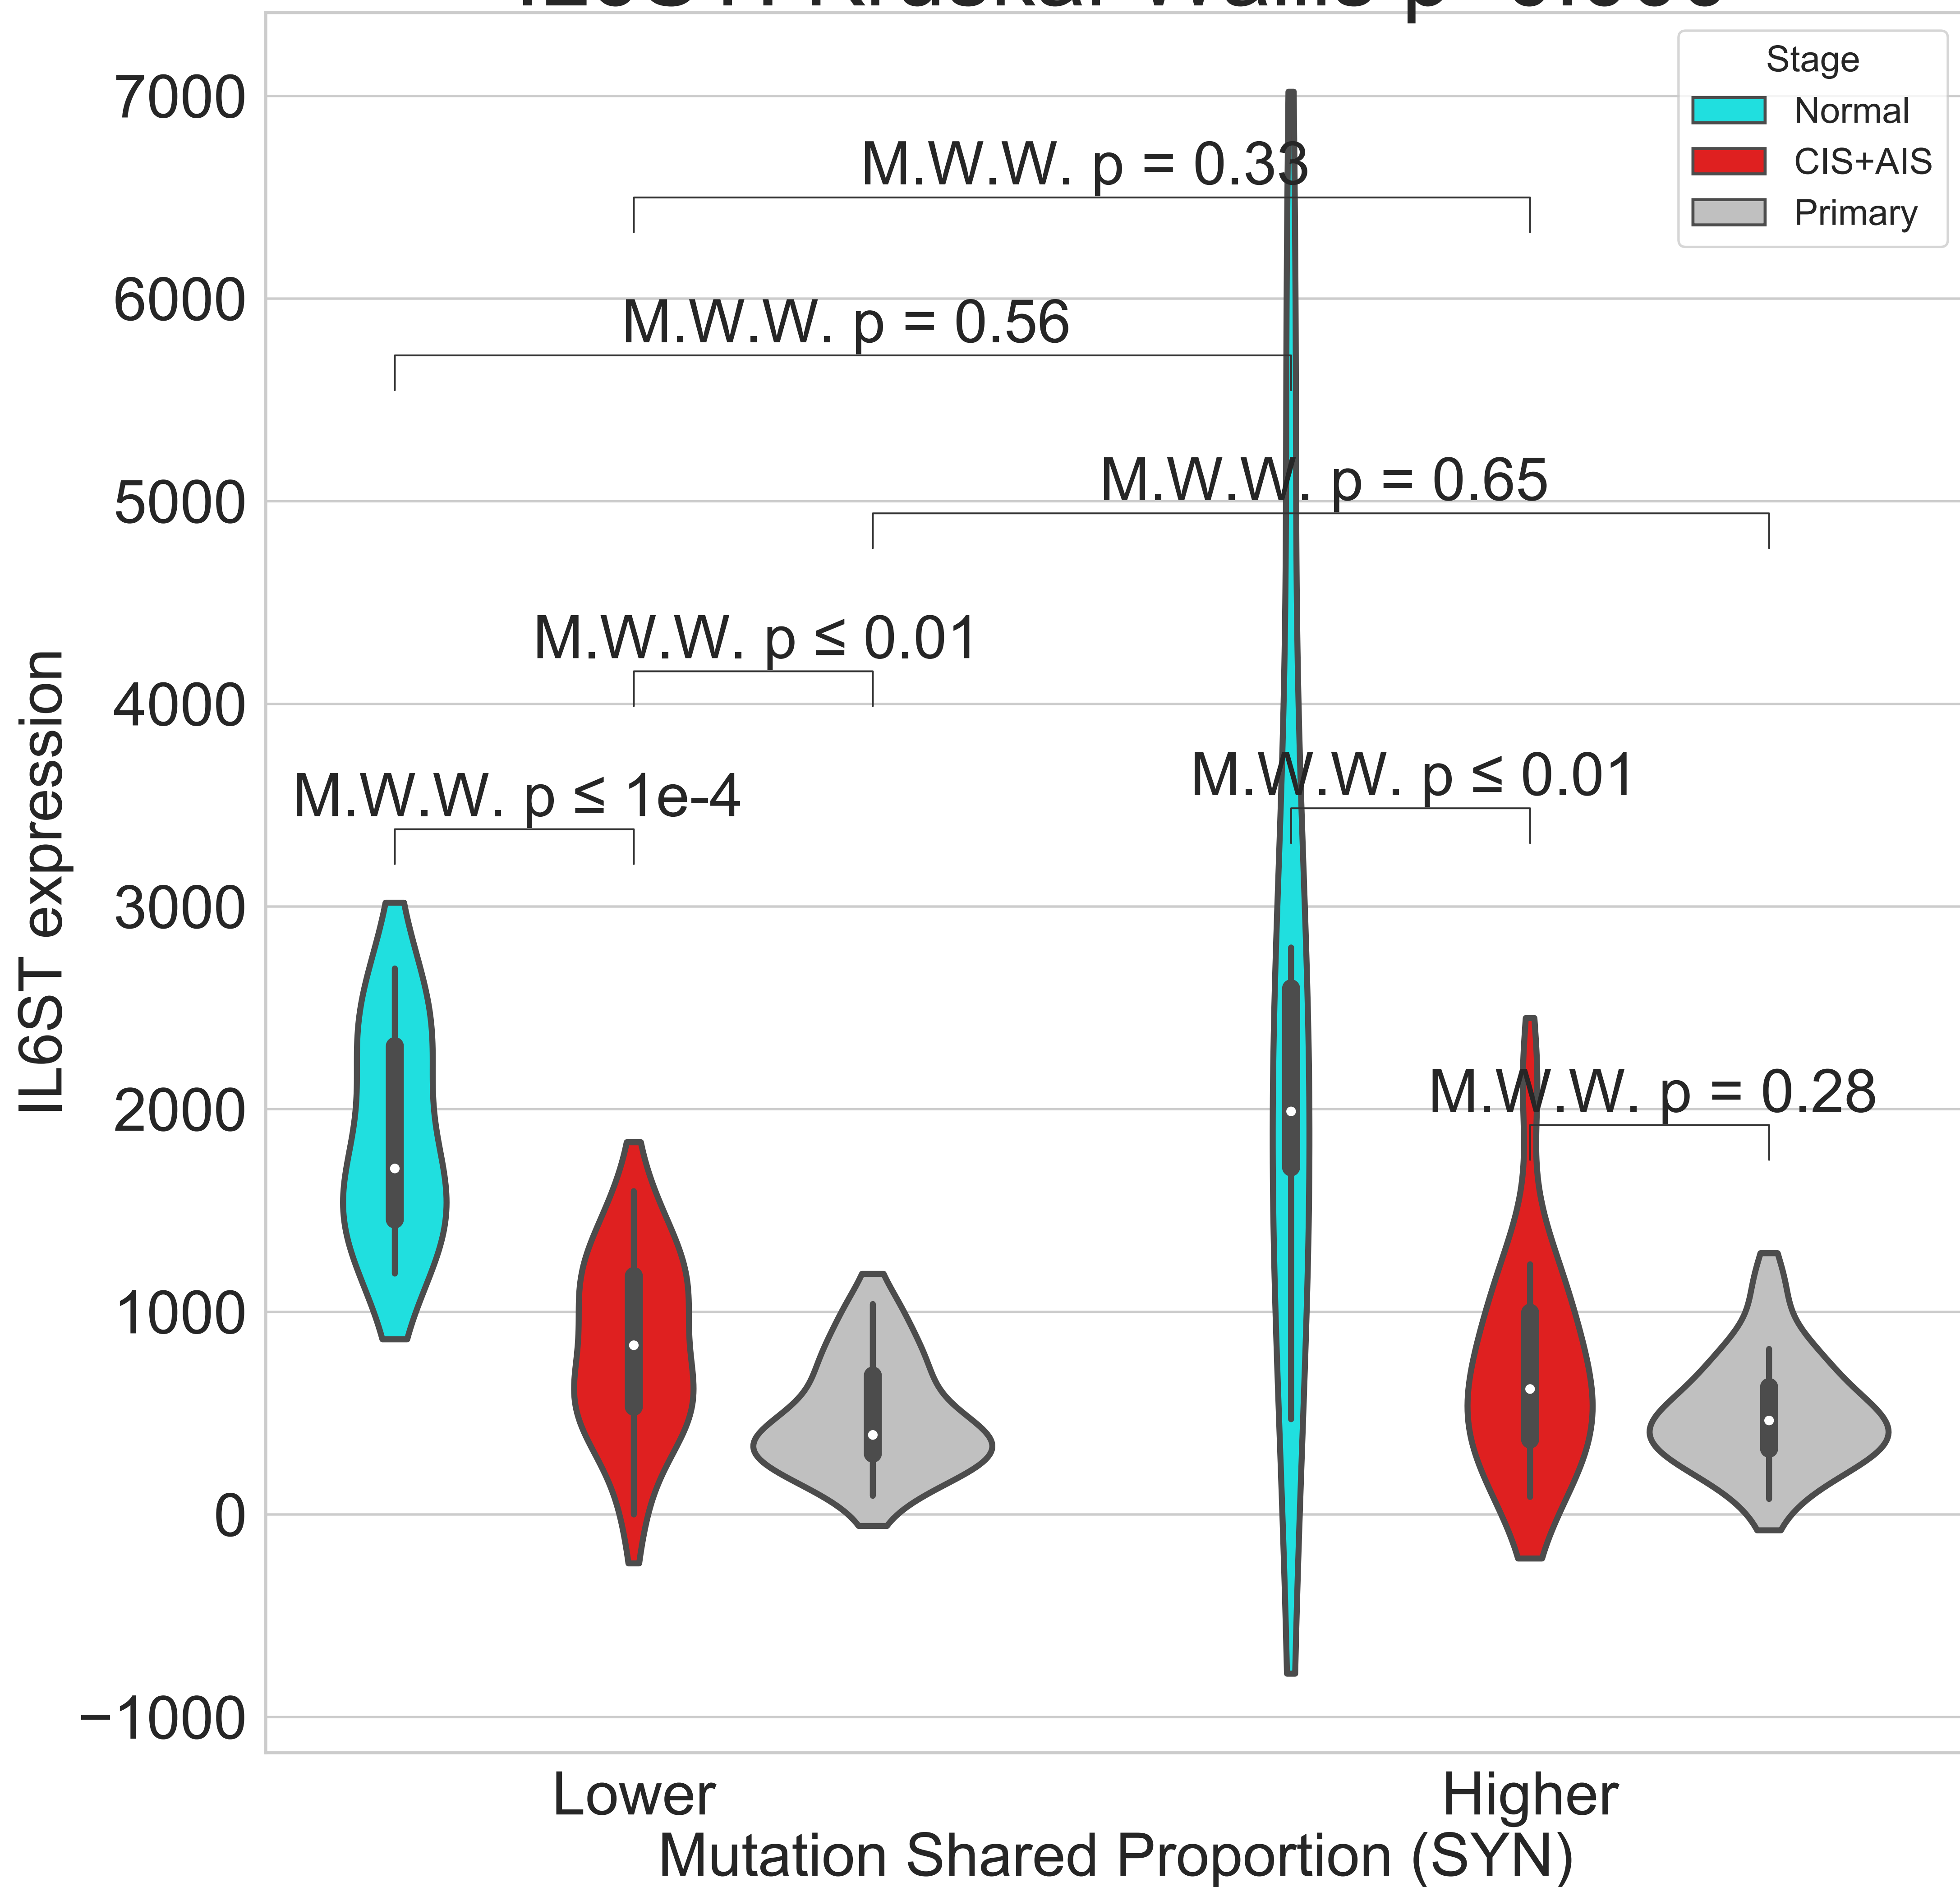 7000
6000
5000
4000
3000
2000
1000
0
−1000
IL6ST expression
Stage
Normal
CIS+AIS
Primary
M.W.W. p = 0.33
M.W.W. p = 0.56
M.W.W. p = 0.65
M.W.W. p ≤ 0.01
M.W.W. p ≤ 1e-4
M.W.W. p ≤ 0.01
M.W.W. p = 0.28
Lower
Higher
Mutation Shared Proportion (SYN)